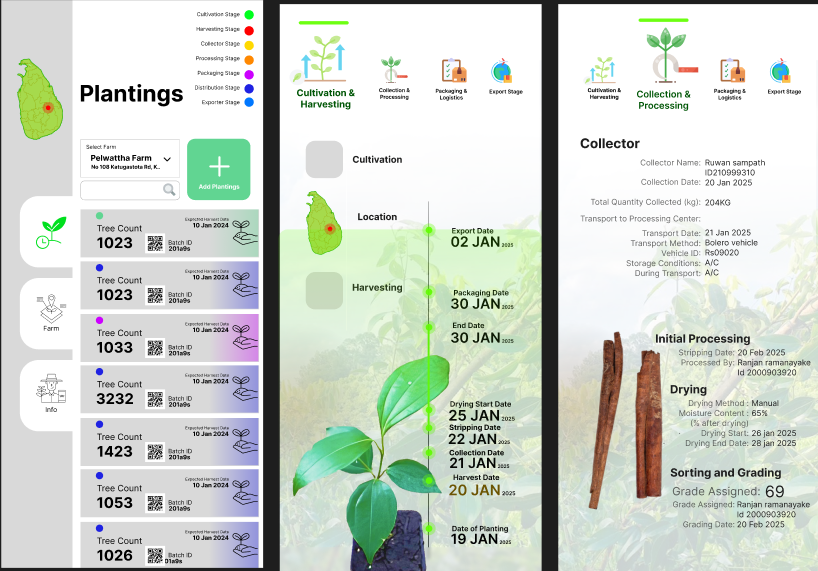 Cultivation Stage
Harvesting Stage
Collector Stage
Processing Stage
Packaging Stage
Distribution Stage
Exporter Stage
Plantings
Select Farm
Pelwattha Farm
No 108 Katugastota Rd, K..
Add Plantings
Farm
info
Expected Harvest Date
10 Jan 2024
Tree Count
1023
Batch ID
201a9s
Expected Harvest Date
10 Jan 2024
Tree Count
1023
Batch ID
201a9s
Expected Harvest Date
10 Jan 2024
Tree Count
1033
Batch ID
201a9s
Expected Harvest Date
10 Jan 2024
Tree Count
3232
Batch ID
201a9s
Expected Harvest Date
10 Jan 2024
Tree Count
1423
Batch ID
201a9s
Expected Harvest Date
10 Jan 2024
Tree Count
1053
Batch ID
201a9s
Expected Harvest Date
10 Jan 2024
Tree Count
1026
Batch ID
01a9s
Cultivation &
Harvesting
Collection &
Processing
Packaging &
Logistics
Export Stage
Cultivation
Location
Harvesting
Export Date
02 JAN 2025
Packaging Date
30 JAN 2025
End Date
30 JAN 2025
Drying Start Date
25 JAN 2025
Stripping Date
22 JAN 2025
Collection Date
21 JAN 2025
Harvest Date
20 JAN 2025
Date of Planting
19 JAN 2025
Cultivation &
Harvesting
Collection &
Processing
Packaging &
Logistics
Export Stage
Collector
Collector Name: Ruwan sampath
ID210999310
Collection Date: 20 Jan 2025
Total Quantity Collected (kg): 204KG
Transport to Processing Center:
Transport Date: 21 Jan 2025
Transport Method: Bolero vehicle
Vehicle ID: Rs09020
Storage Conditions: A/C
During Transport: A/C
Initial Processing
Stripping Date: 20 Feb 2025
Processed By: Ranjan ramanayake
Id 2000903920
Drying
Drying Method : Manual
Moisture Content : 65%
(% after drying)
Drying Start: 26 jan 2025
Drying End Date: 28 jan 2025
Sorting and Grading
Grade Assigned: 69
Grade Assigned: Ranjan ramanayake
Id 2000903920
Grading Date: 20 Feb 2025